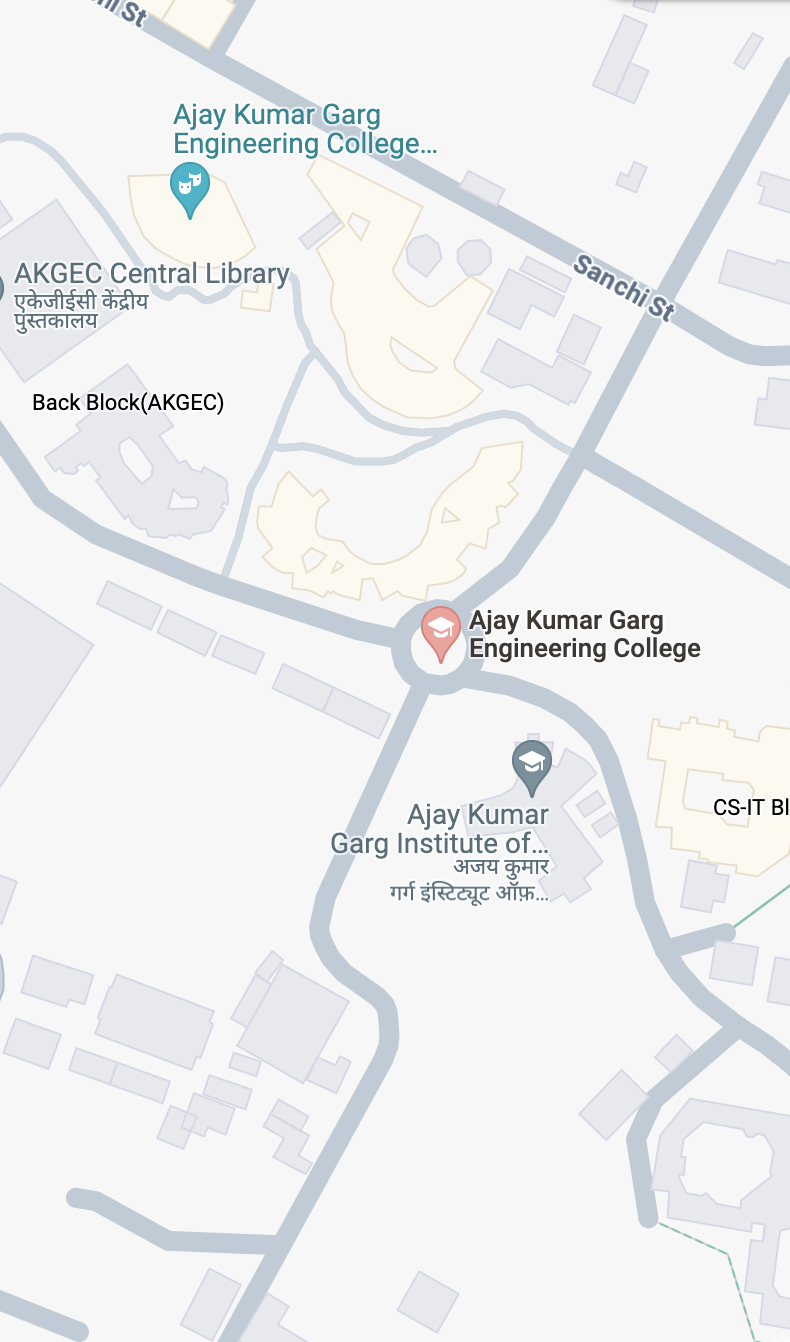 Ajay Kumar Garg
Engineering College...
Sanchi St
AKGEC Central Library
एकेजीईसी केंद्रीय
पुस्तकालय
Back Block(AKGEC)
Ajay Kumar Garg
Engineering College
CS-IT Bl
Ajay Kumar
Garg Institute of...
अजय कुमार
गर्ग इंस्टिट्यूट ऑफ़...